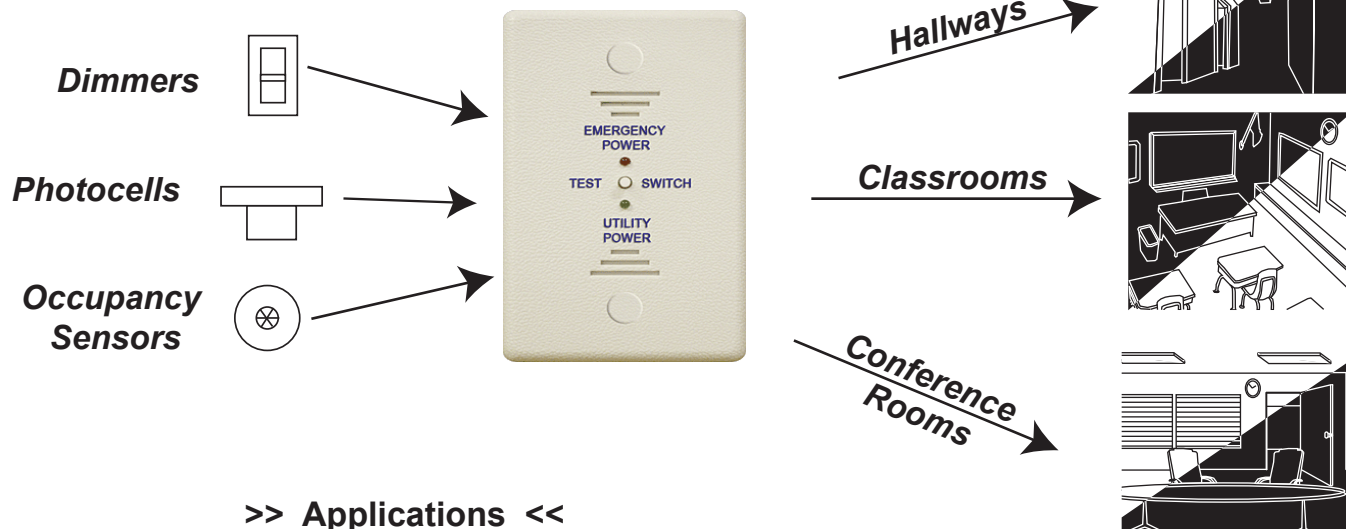 Dimmers
Photocells
Occupancy
Sensors
EMERGENCY
POWER
TEST SWITCH
UTILITY
POWER
Hallways
Classrooms
Conference
Rooms
>> Applications <<